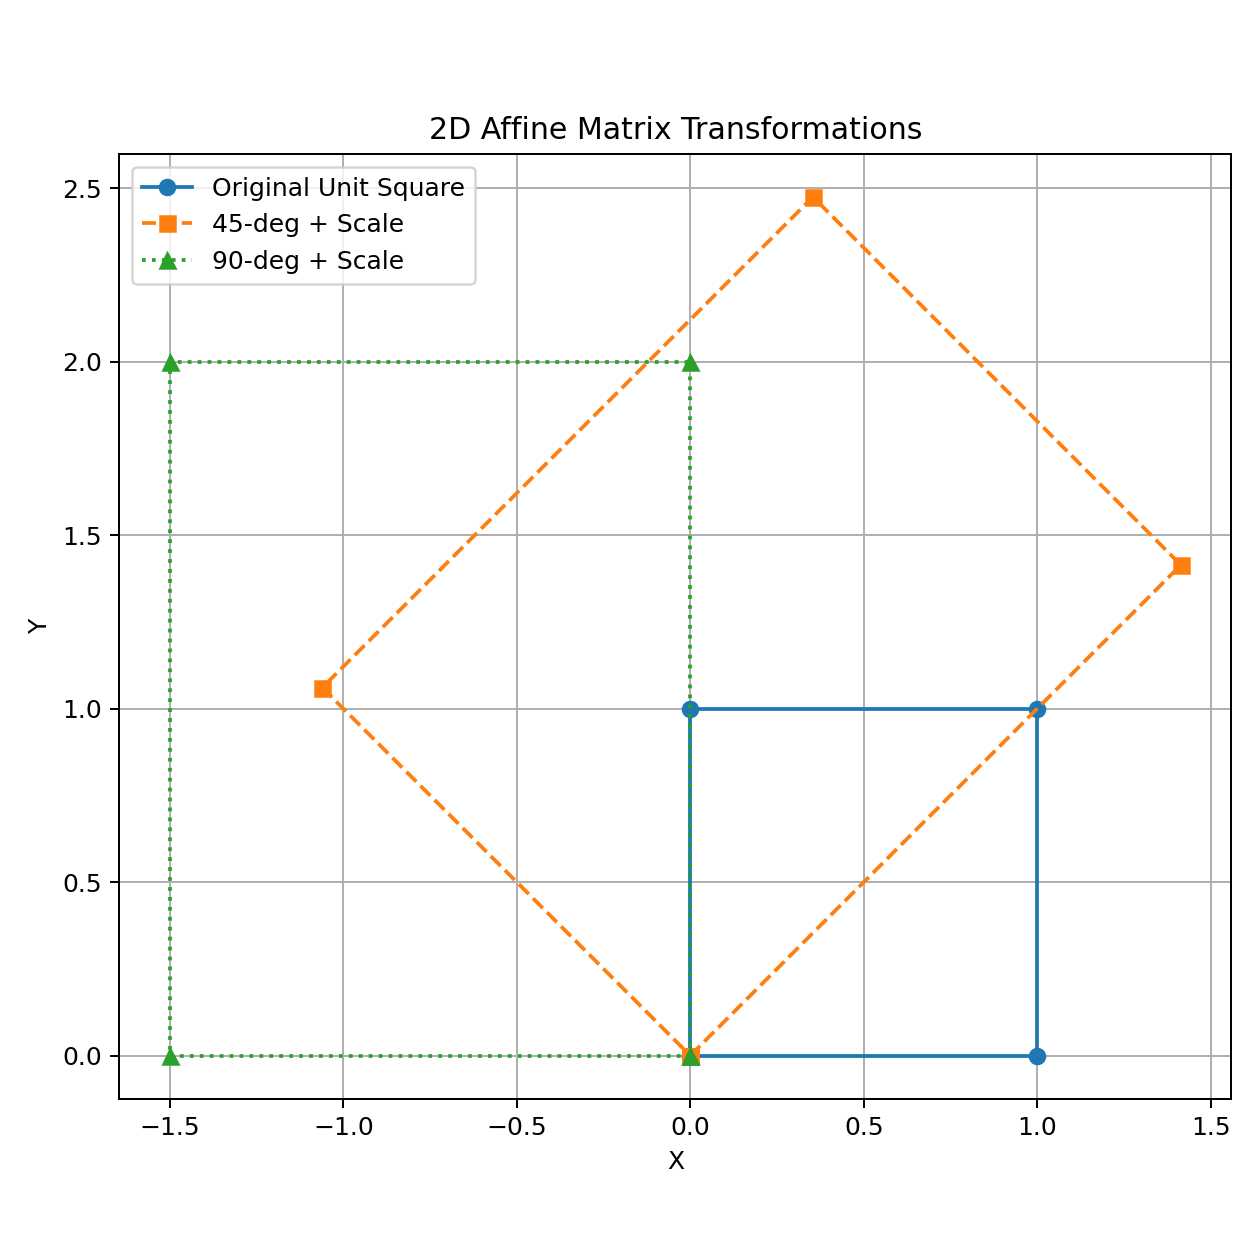 2D Affine Matrix Transformations
Original Unit Square
45-deg + Scale
90-deg + Scale
2.5
2.0
1.5
1.0
0.5
0.0
Y
−1.5 −1.0 −0.5 0.0 0.5 1.0 1.5
X